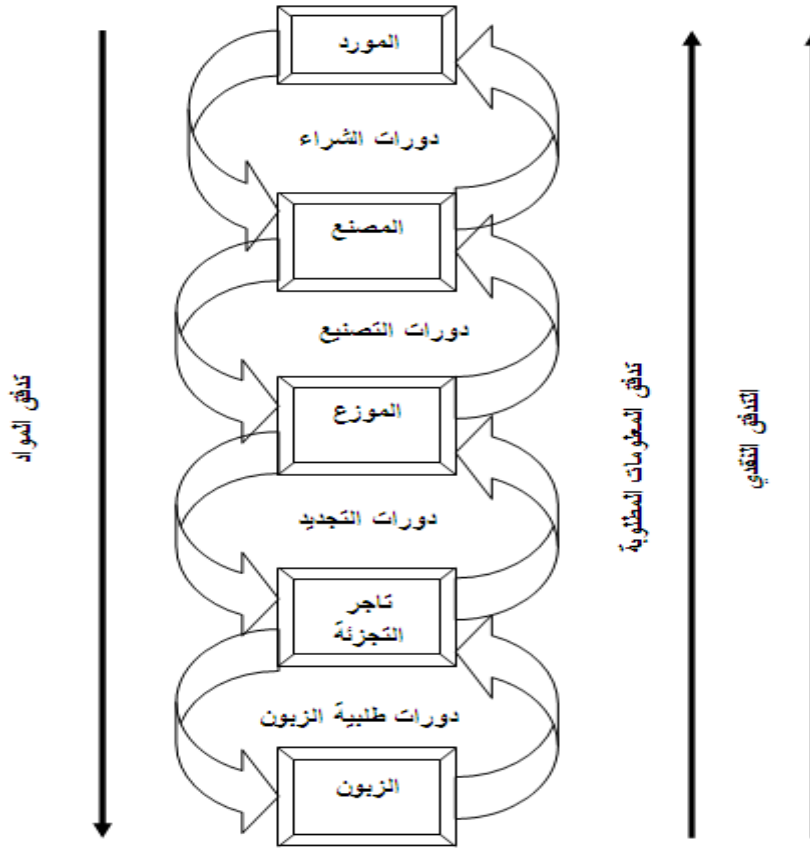 المورد
دورات الشراء
المصنع
دورات التصنيع
الموزع
دورات التجديد
تاجر
التجزئة
دورات طلبية الزبون
الزبون
تدفق المواد
تدفق المعلومات المطلوبة
التدفق النقدي